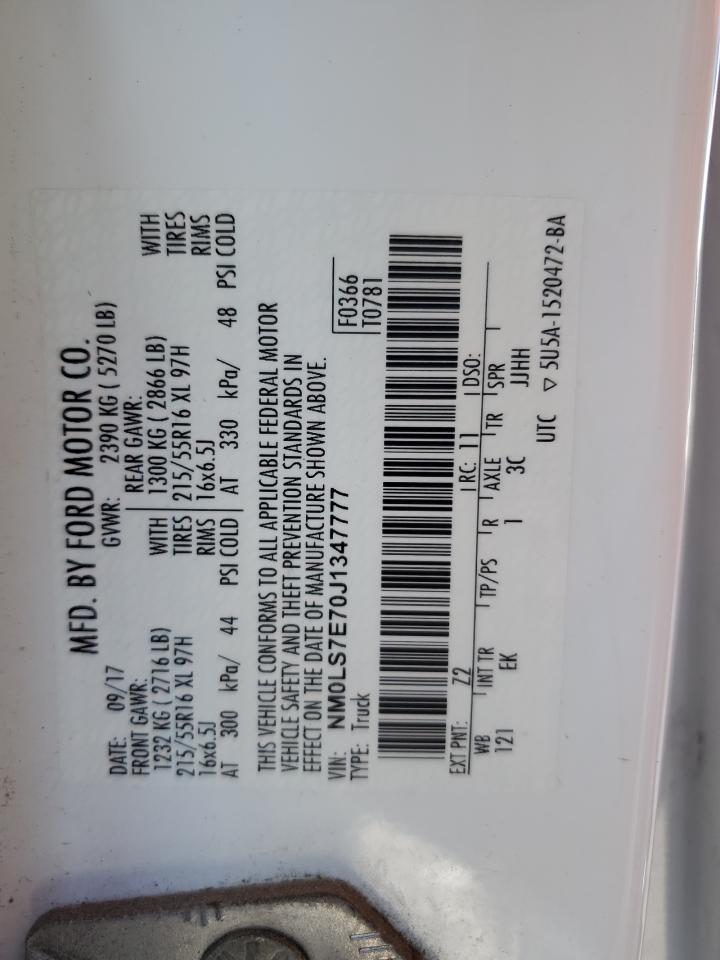 MFD. BY FORD MOTOR CO.
DATE: 09/17 GVWR: 2390 KG ( 5270 LB)
FRONT GAWR: REAR GAWR:
1232 KG ( 2716 LB) WITH 1300 KG ( 2866 LB) WITH
215/55R16 XL 97H TIRES 215/55R16 XL 97H TIRES
16x6.5J RIMS 16x6.5J RIMS
AT 300 kPa/ 44 PSI COLD AT 330 kPa/ 48 PSI COLD
THIS VEHICLE CONFORMS TO ALL APPLICABLE FEDERAL MOTOR
VEHICLE SAFETY AND THEFT PREVENTION STANDARDS IN
EFFECT ON THE DATE OF MANUFACTURE SHOWN ABOVE.
VIN: NM0LS7E70J1347777 F0366
TYPE: Truck T0781
EXT PNT: Z2 RC: 11 DSO:
WB INT TR TP/PS R AXLE TR SPR
121 EK 1 3C JJHH
UTC ▽ 5U5A-1520472-BA